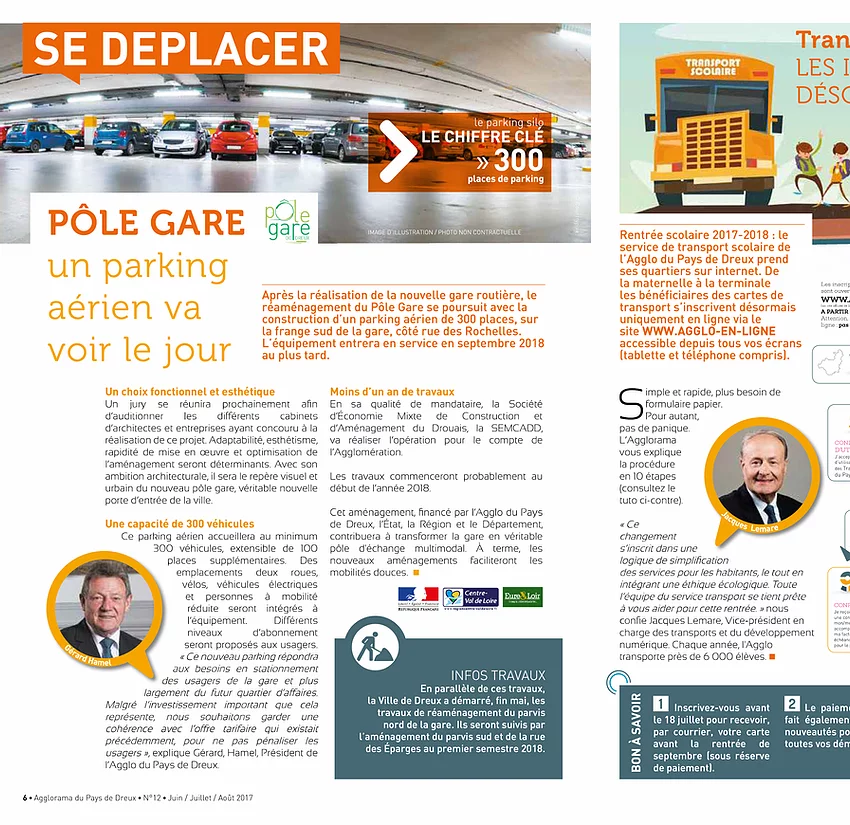 SE DEPLACER
le parking silo
LE CHIFFRE CLÉ
» 300
places de parking
IMAGE D'ILLUSTRATION / PHOTO NON CONTRACTUELLE
PÔLE GARE
pôle
gare
un parking
aérien va
voir le jour
Après la réalisation de la nouvelle gare routière, le
réaménagement du Pôle Gare se poursuit avec la
construction d'un parking aérien de 300 places, sur
la frange sud de la gare, côté rue des Rochelles.
L'équipement entrera en service en septembre 2018
au plus tard.
Un choix fonctionnel et esthétique
Un jury se réunira prochainement afin
d'auditionner les différents cabinets
d'architectes et entreprises ayant concouru à la
réalisation de ce projet. Adaptabilité, esthétisme,
rapidité de mise en œuvre et optimisation de
l'aménagement seront déterminants. Avec son
ambition architecturale, il sera le repère visuel et
urbain du nouveau pôle gare, véritable nouvelle
porte d'entrée de la ville.
Une capacité de 300 véhicules
Ce parking aérien accueillera au minimum
300 véhicules, extensible de 100
places supplémentaires. Des
emplacements deux roues,
vélos, véhicules électriques
et personnes à mobilité
réduite seront intégrés à
l'équipement. Différents
niveaux d'abonnement
seront proposés aux usagers.
« Ce nouveau parking répondra
aux besoins en stationnement
des usagers de la gare et plus
largement du futur quartier d'affaires.
Malgré l'investissement important que cela
représente, nous souhaitons garder une
cohérence avec l'offre tarifaire qui existait
précédemment, pour ne pas pénaliser les
usagers », explique Gérard, Hamel, Président de
l'Agglo du Pays de Dreux.
Gérard Hamel
Moins d'un an de travaux
En sa qualité de mandataire, la Société
d'Économie Mixte de Construction et
d'Aménagement du Drouais, la SEMCADD,
va réaliser l'opération pour le compte de
l'Agglomération.
Les travaux commenceront probablement au
début de l'année 2018.
Cet aménagement, financé par l'Agglo du Pays
de Dreux, l'État, la Région et le Département,
contribuera à transformer la gare en véritable
pôle d'échange multimodal. À terme, les
nouveaux aménagements faciliteront les
mobilités douces.
RÉPUBLIQUE FRANÇAISE
Centre-
Val de Loire
Eure Loir
INFOS TRAVAUX
En parallèle de ces travaux,
la Ville de Dreux a démarré, fin mai, les
travaux de réaménagement du parvis
nord de la gare. Ils seront suivis par
l'aménagement du parvis sud et de la rue
des Éparges au premier semestre 2018.
6 • Agglorama du Pays de Dreux • N°12 • Juin / Juillet / Août 2017
TRANSPORT
SCOLAIRE
Tran
LES I
DÉSO
Rentrée scolaire 2017-2018 : le
service de transport scolaire de
l'Agglo du Pays de Dreux prend
ses quartiers sur internet. De
la maternelle à la terminale
les bénéficiaires des cartes de
transport s'inscrivent désormais
uniquement en ligne via le
site WWW.AGGLO-EN-LIGNE
accessible depuis tous vos écrans
(tablette et téléphone compris).
Simple et rapide, plus besoin de
formulaire papier.
Pour autant,
pas de panique.
L'Agglorama
vous explique
la procédure
en 10 étapes
(consultez le
tuto ci-contre).
Jacques Lemare
« Ce
changement
s'inscrit dans une
logique de simplification
des services pour les habitants, le tout en
intégrant une éthique écologique. Toute
l'équipe du service transport se tient prête
à vous aider pour cette rentrée. » nous
confie Jacques Lemare, Vice-président en
charge des transports et du développement
numérique. Chaque année, l'Agglo
transporte près de 6 000 élèves.
BON À SAVOIR
1 Inscrivez-vous avant
le 18 juillet pour recevoir,
par courrier, votre carte
avant la rentrée de
septembre (sous réserve
de paiement).
2 Le paieme
fait égalemen
nouveautés po
toutes vos dém
Les inscrip
sont ouver
WWW.A
A PARTIR
Attention,
ligne : pas